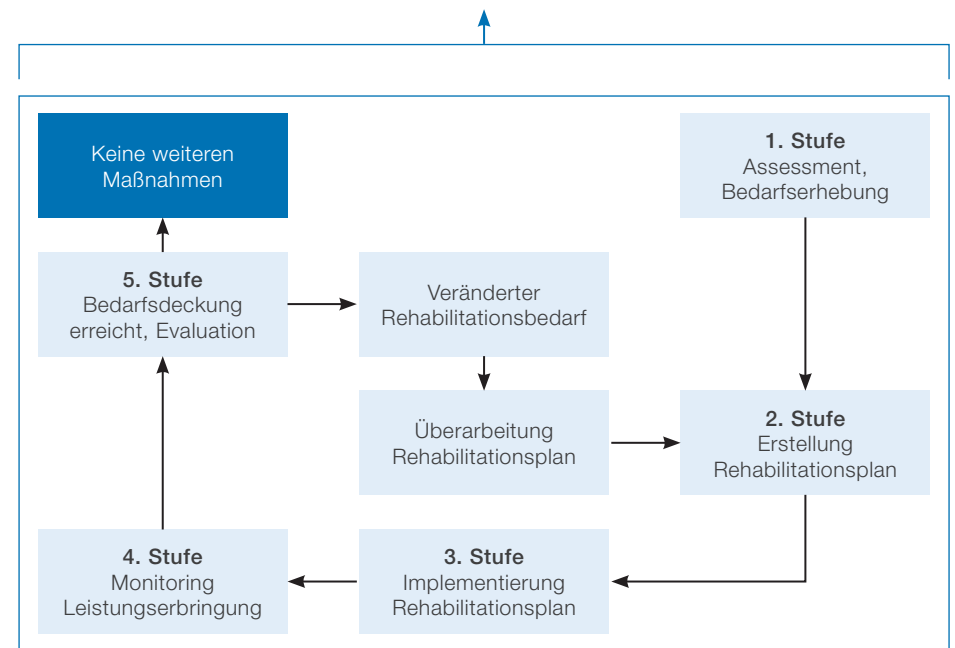 Keine weiteren
Maßnahmen
1. Stufe
Assessment,
Bedarfserhebung
5. Stufe
Bedarfsdeckung
erreicht, Evaluation
Veränderter
Rehabilitationsbedarf
Überarbeitung
Rehabilitationsplan
2. Stufe
Erstellung
Rehabilitationsplan
4. Stufe
Monitoring
Leistungserbringung
3. Stufe
Implementierung
Rehabilitationsplan